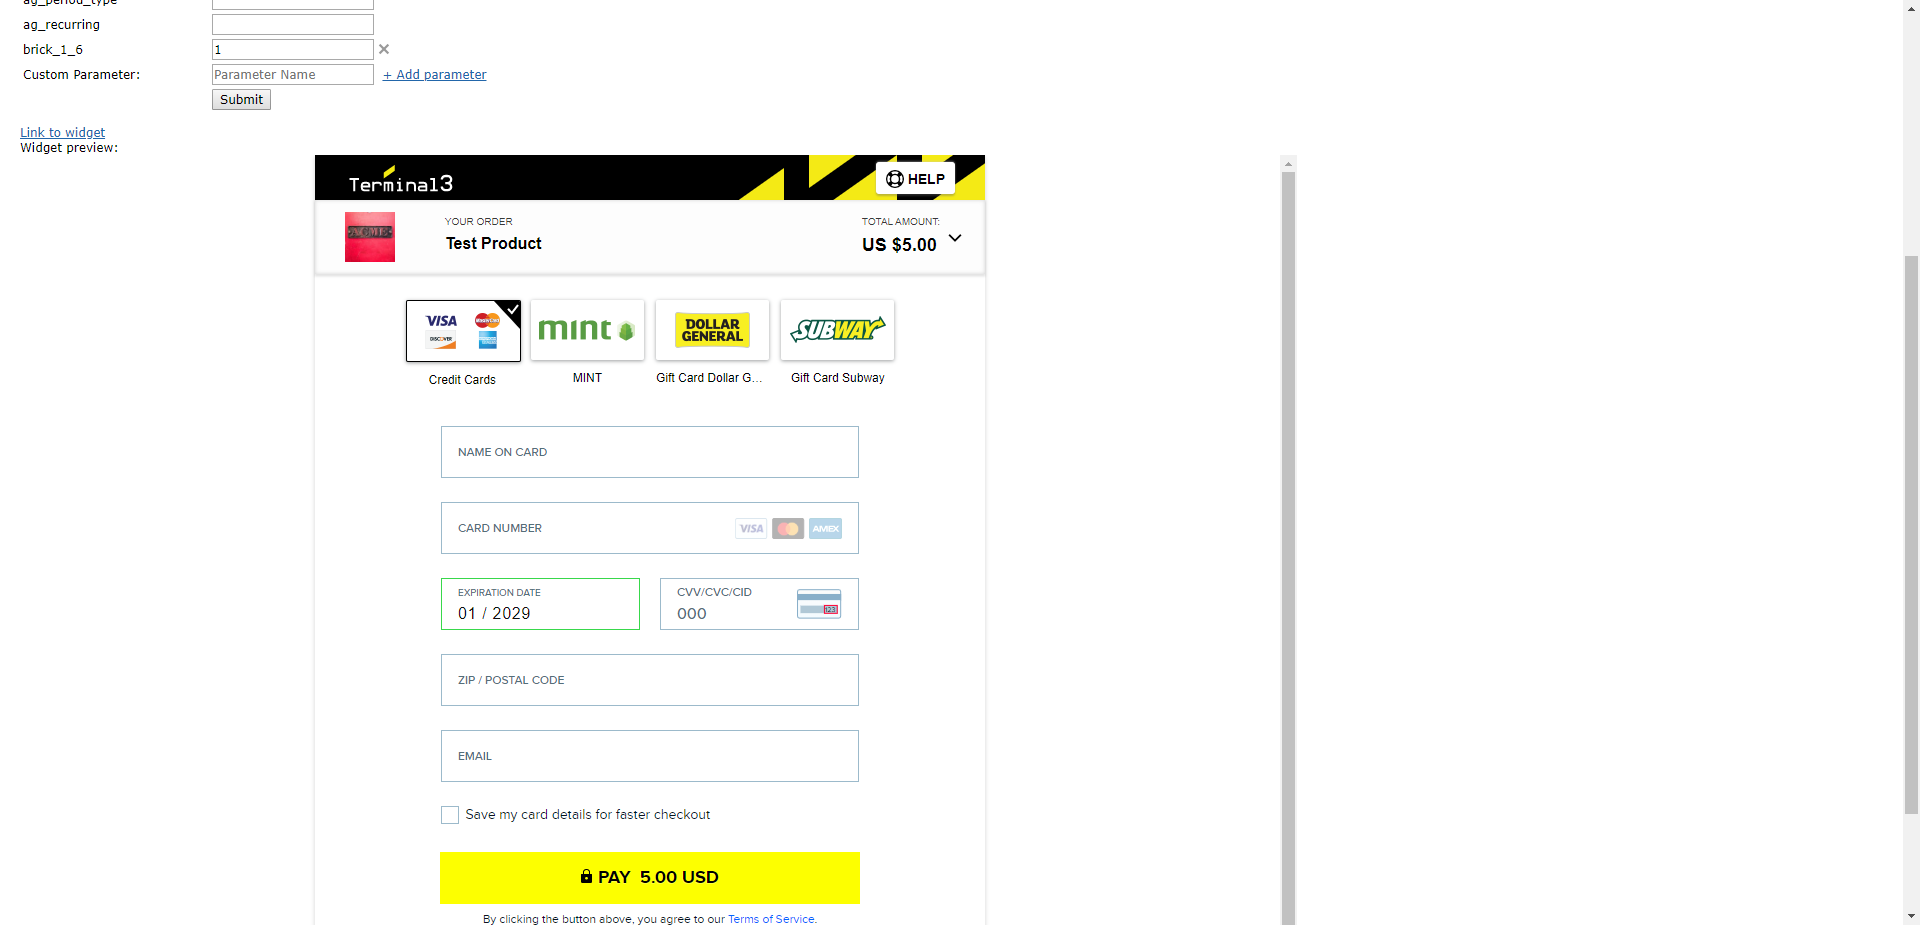 ag_period_type
ag_recurring
brick_1_6
1
Custom Parameter:
Parameter Name
+ Add parameter
Submit
Link to widget
Widget preview:
Terminal3
HELP
YOUR ORDER
Test Product
TOTAL AMOUNT:
US $5.00
VISA
MasterCard
DISCOVER
mint
DOLLAR GENERAL
SUBWAY
Credit Cards
MINT
Gift Card Dollar G...
Gift Card Subway
NAME ON CARD
CARD NUMBER
VISA
AMEX
EXPIRATION DATE
01 / 2029
CVV/CVC/CID
000
123
ZIP / POSTAL CODE
EMAIL
Save my card details for faster checkout
PAY 5.00 USD
By clicking the button above, you agree to our Terms of Service.